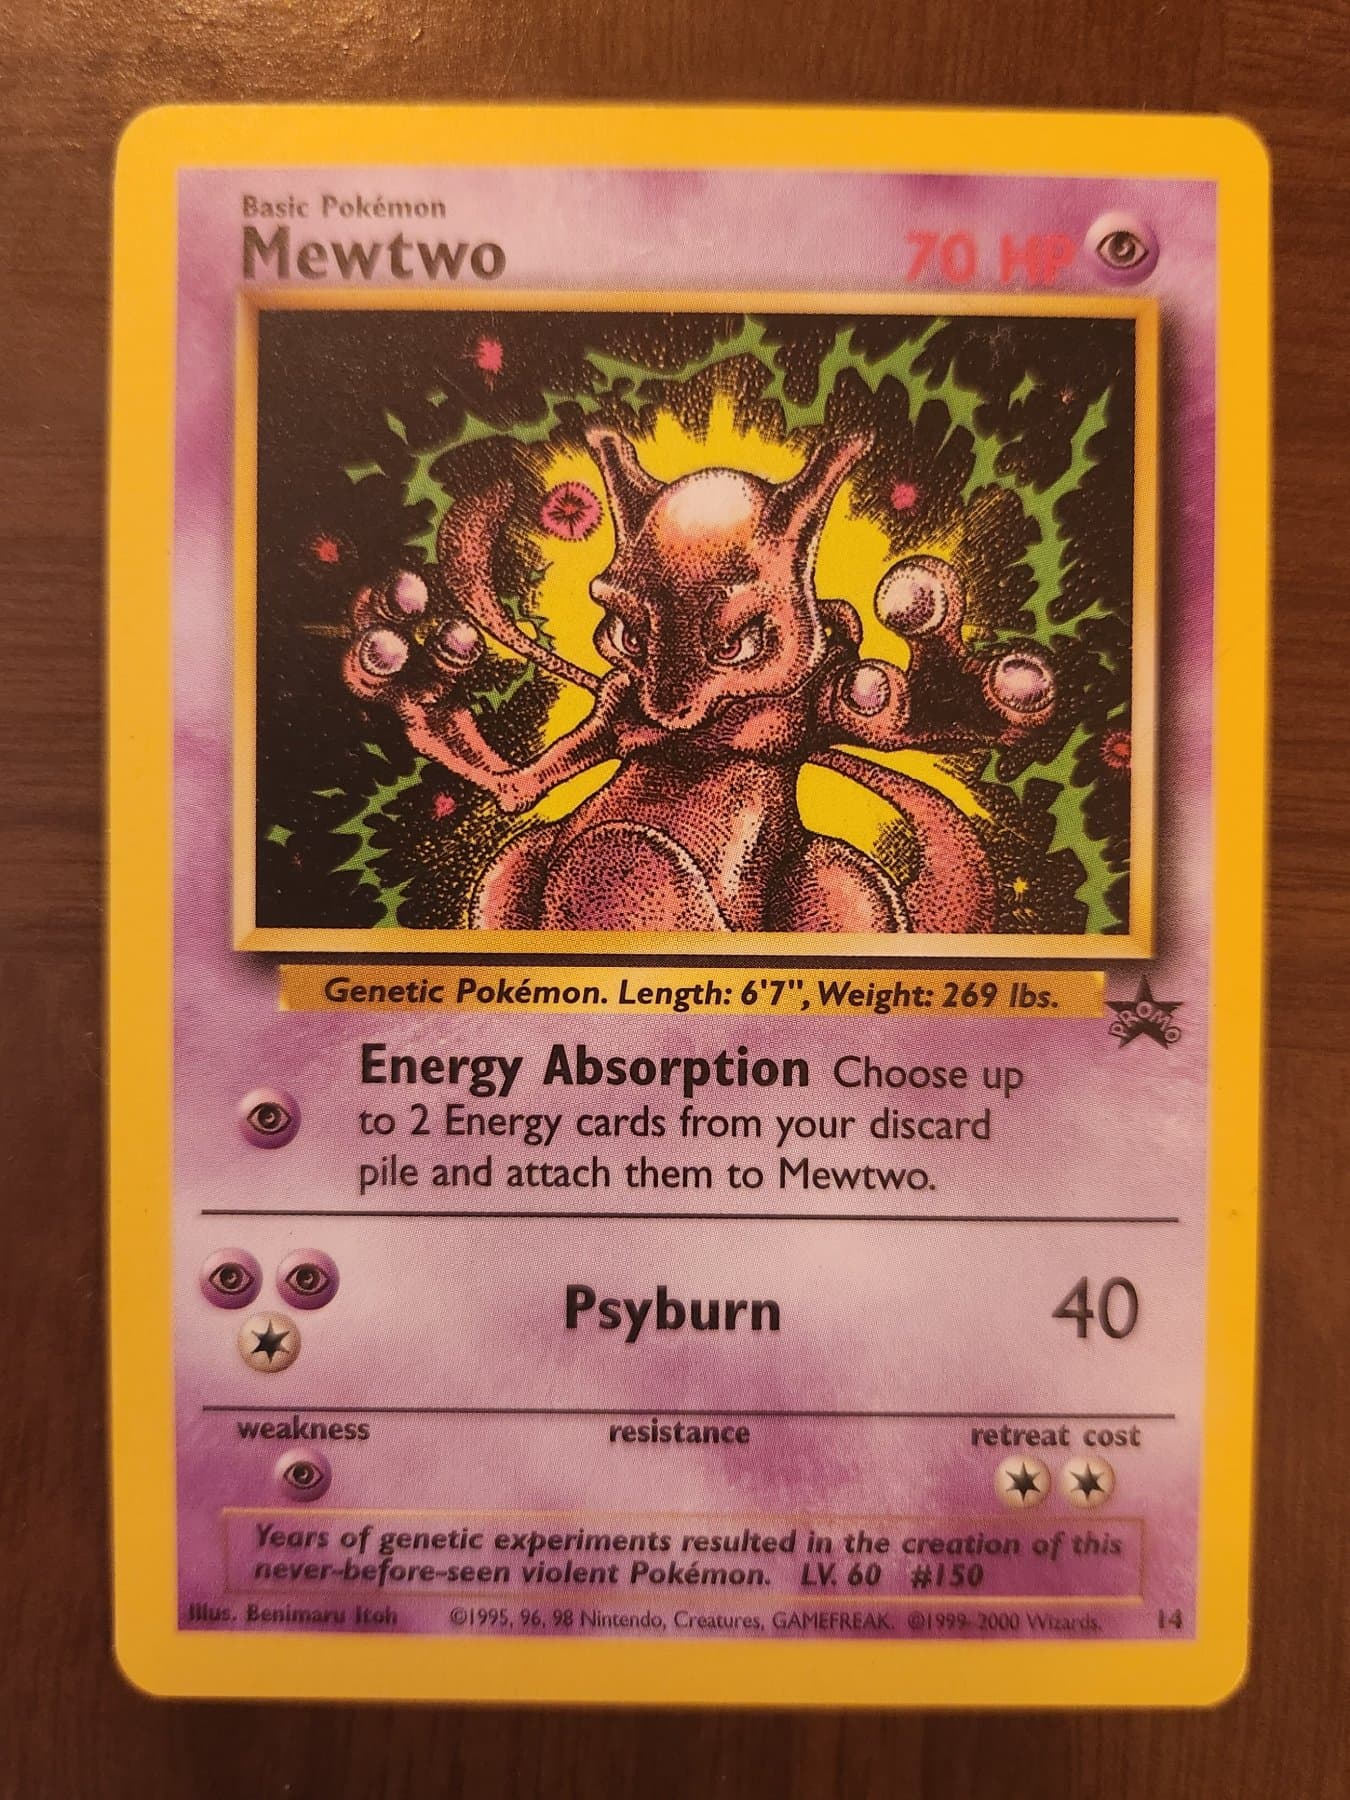 Basic Pokémon
Mewtwo 70 HP
Genetic Pokémon. Length: 6'7", Weight: 269 lbs.
PROMO
Energy Absorption Choose up
to 2 Energy cards from your discard
pile and attach them to Mewtwo.
Psyburn 40
weakness resistance retreat cost
Years of genetic experiments resulted in the creation of this
never-before-seen violent Pokémon. LV. 60 #150
Illus. Benimaru Itoh ©1995, 96, 98 Nintendo, Creatures, GAMEFREAK. ©1999-2000 Wizards. 14